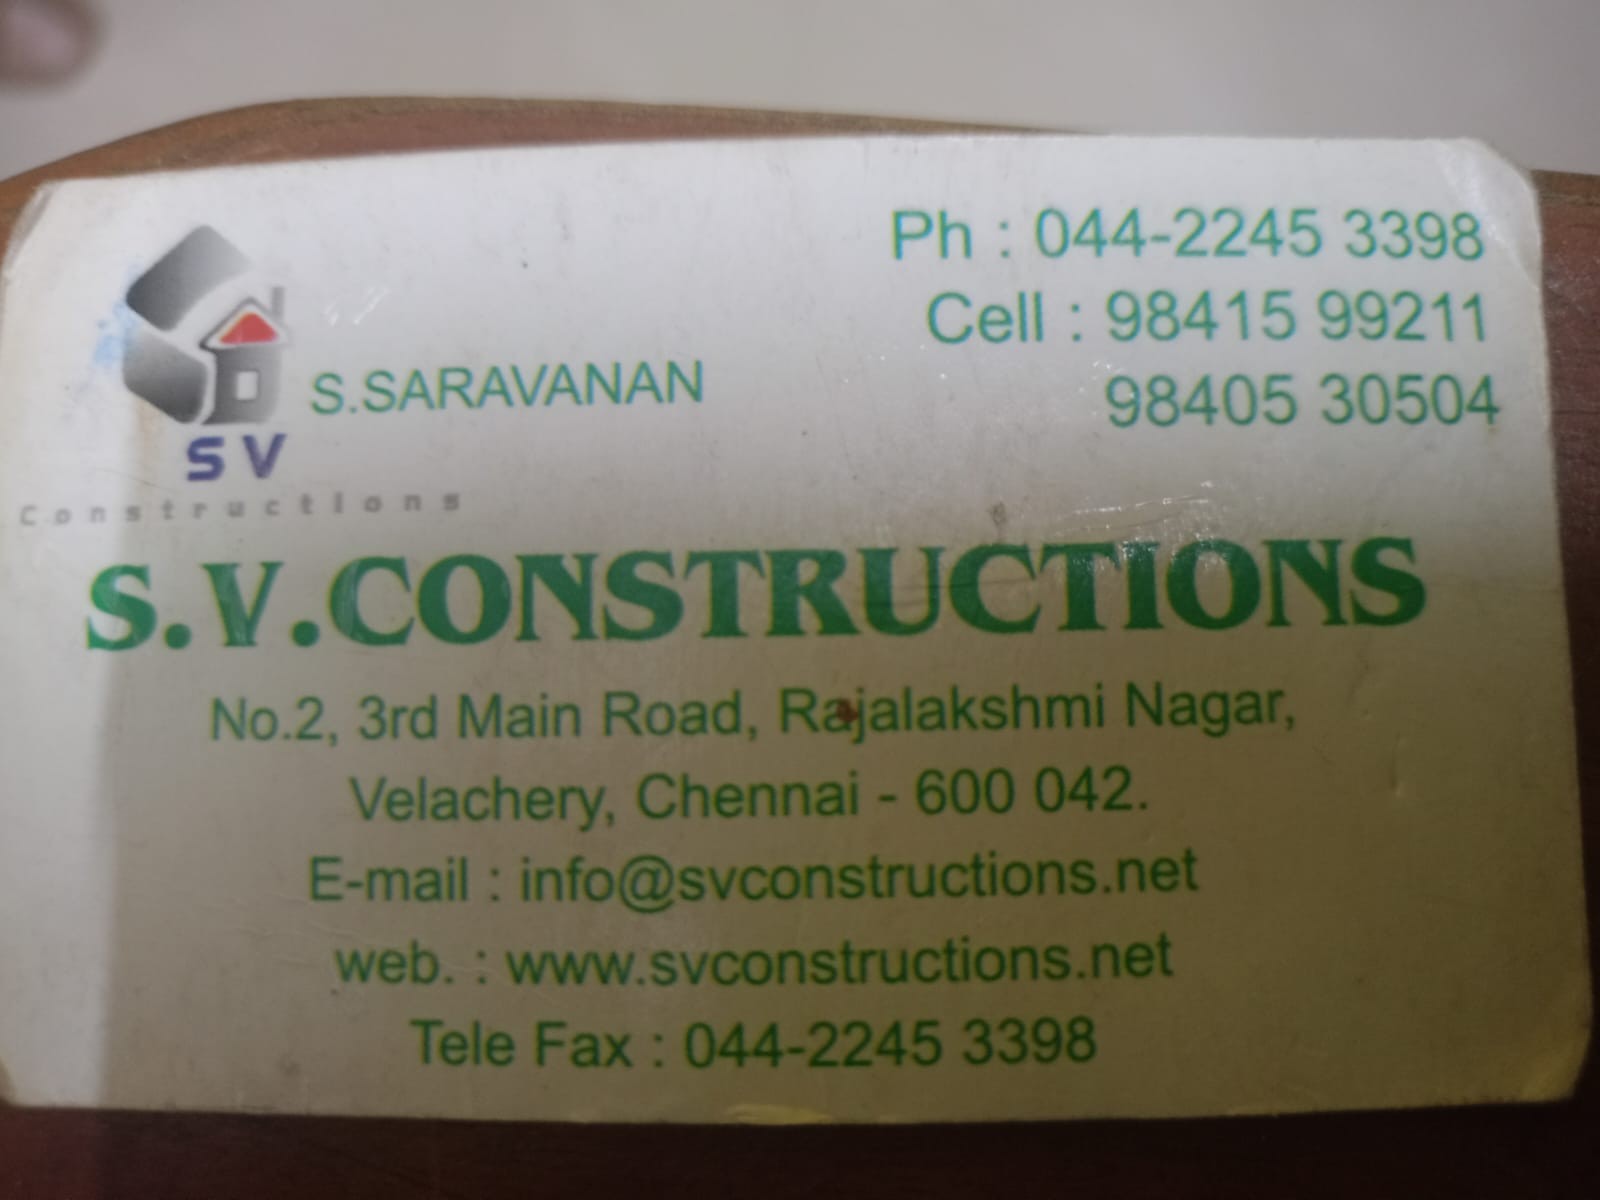 Ph : 044-2245 3398
Cell : 98415 99211
98405 30504
S.SARAVANAN
S V
Constructions
S.V.CONSTRUCTIONS
No.2, 3rd Main Road, Rajalakshmi Nagar,
Velachery, Chennai - 600 042.
E-mail : info@svconstructions.net
web. : www.svconstructions.net
Tele Fax : 044-2245 3398